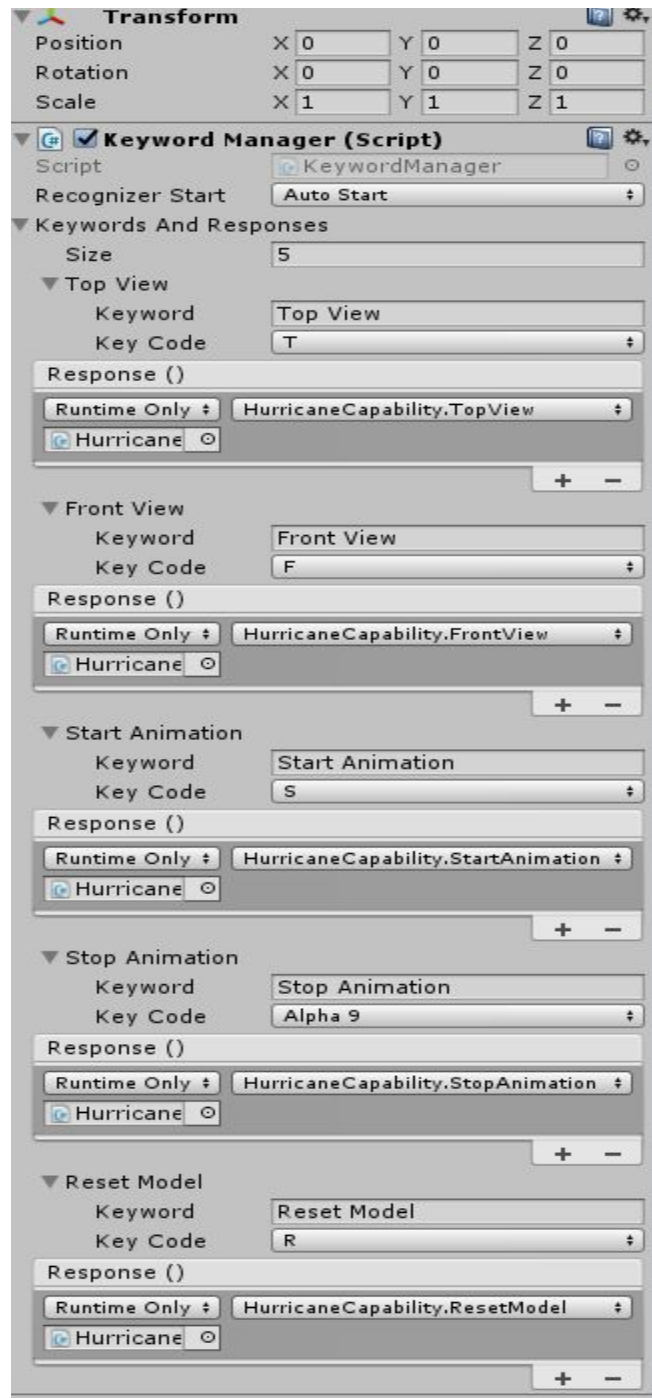 Transform
Position X 0 Y 0 Z 0
Rotation X 0 Y 0 Z 0
Scale X 1 Y 1 Z 1
Keyword Manager (Script)
Script KeywordManager
Recognizer Start Auto Start
Keywords And Responses
Size 5
Top View
Keyword Top View
Key Code T
Response ()
Runtime Only HurricaneCapability.TopView
Hurricane
+ −
Front View
Keyword Front View
Key Code F
Response ()
Runtime Only HurricaneCapability.FrontView
Hurricane
+ −
Start Animation
Keyword Start Animation
Key Code S
Response ()
Runtime Only HurricaneCapability.StartAnimation
Hurricane
+ −
Stop Animation
Keyword Stop Animation
Key Code Alpha 9
Response ()
Runtime Only HurricaneCapability.StopAnimation
Hurricane
+ −
Reset Model
Keyword Reset Model
Key Code R
Response ()
Runtime Only HurricaneCapability.ResetModel
Hurricane
+ −